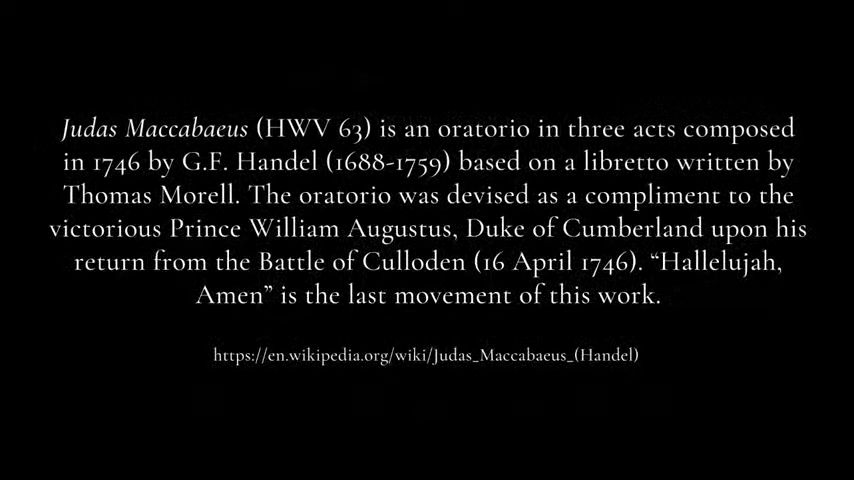 Judas Maccabaeus (HWV 63) is an oratorio in three acts composed
in 1746 by G.F. Handel (1688-1759) based on a libretto written by
Thomas Morell. The oratorio was devised as a compliment to the
victorious Prince William Augustus, Duke of Cumberland upon his
return from the Battle of Culloden (16 April 1746). “Hallelujah,
Amen” is the last movement of this work.
https://en.wikipedia.org/wiki/Judas_Maccabaeus_(Handel)